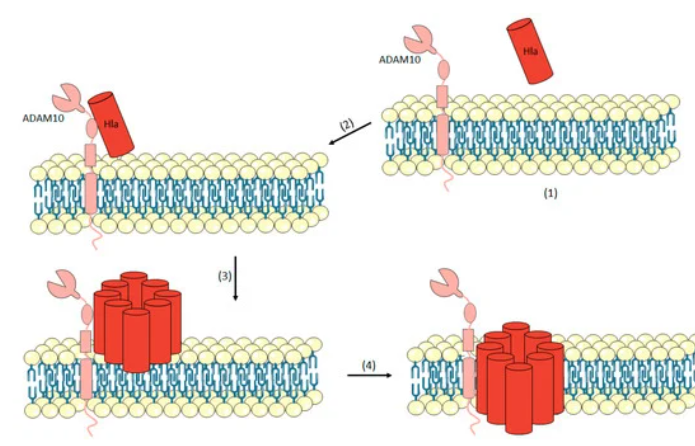 ADAM10
Hla
(1)
(2)
ADAM10
Hla
(3)
(4)